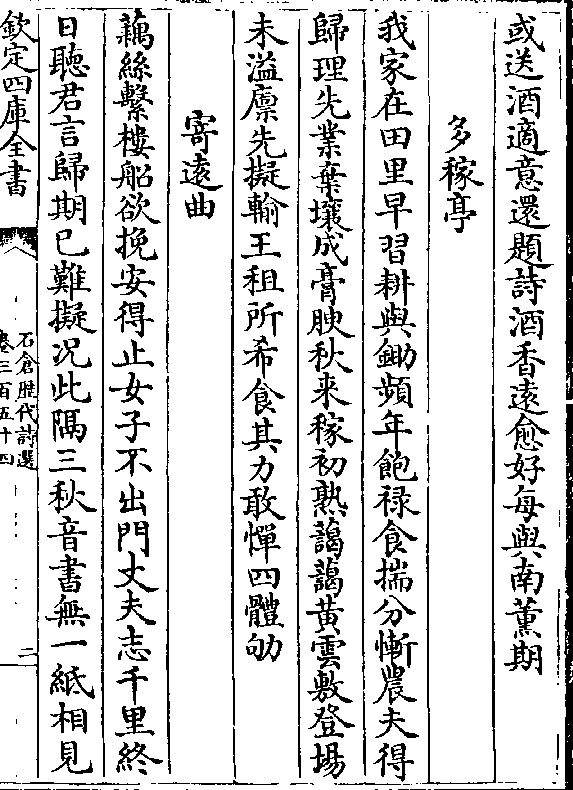 或送酒適意還題詩酒香遠愈好每與南薫期
多稼亭
我家在田里早習耕與鋤頻年飽禄食揣分慚農夫得
歸理先業棄壤成膏腴秋来稼初熟藹藹黄雲敷登場
未溢廪先擬輸王租所希食其力敢憚四體劬
寄遠曲
藕絲繫樓船欲挽安得止女子不出門丈夫志千里終
日聽君言歸期已難擬况此隔三秋音書無一紙相見
欽定四庫全書
石倉歴代詩選
卷三百五十四
二